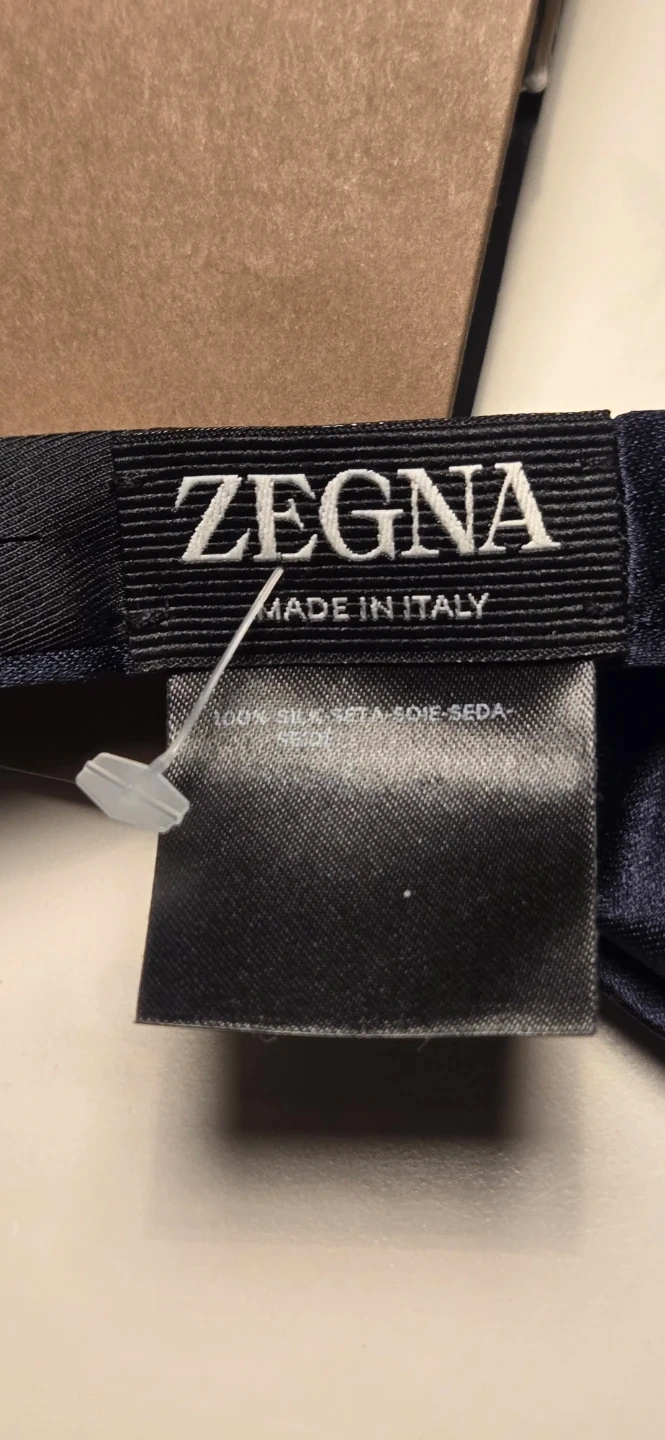 ZEGNA
MADE IN ITALY
100% SILK-SETA-SOIE-SEDA-
SEIDE